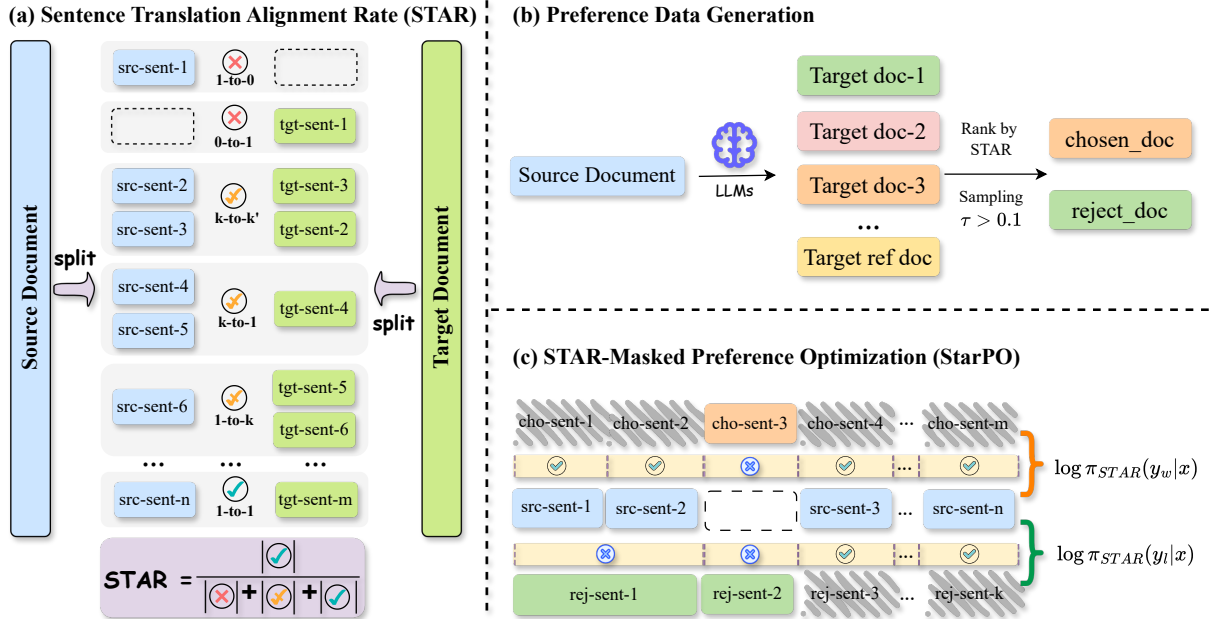 (a) Sentence Translation Alignment Rate (STAR)
Source Document
split
src-sent-1
1-to-0
0-to-1
tgt-sent-1
src-sent-2
tgt-sent-3
k-to-k'
src-sent-3
tgt-sent-2
src-sent-4
tgt-sent-4
k-to-1
src-sent-5
src-sent-6
tgt-sent-5
1-to-k
tgt-sent-6
... ... ...
src-sent-n
tgt-sent-m
1-to-1
split
Target Document
STAR = |✓| / |✗| + |✗| + |✓|
(b) Preference Data Generation
Source Document
LLMs
Target doc-1
Target doc-2
Target doc-3
...
Target ref doc
Rank by
STAR
Sampling
τ > 0.1
chosen_doc
reject_doc
(c) STAR-Masked Preference Optimization (StarPO)
cho-sent-1 cho-sent-2 cho-sent-3 cho-sent-4 ... cho-sent-m
...
log π_STAR(y_w|x)
src-sent-1 src-sent-2 src-sent-3 ... src-sent-n
...
log π_STAR(y_l|x)
rej-sent-1 rej-sent-2 rej-sent-3 ... rej-sent-k